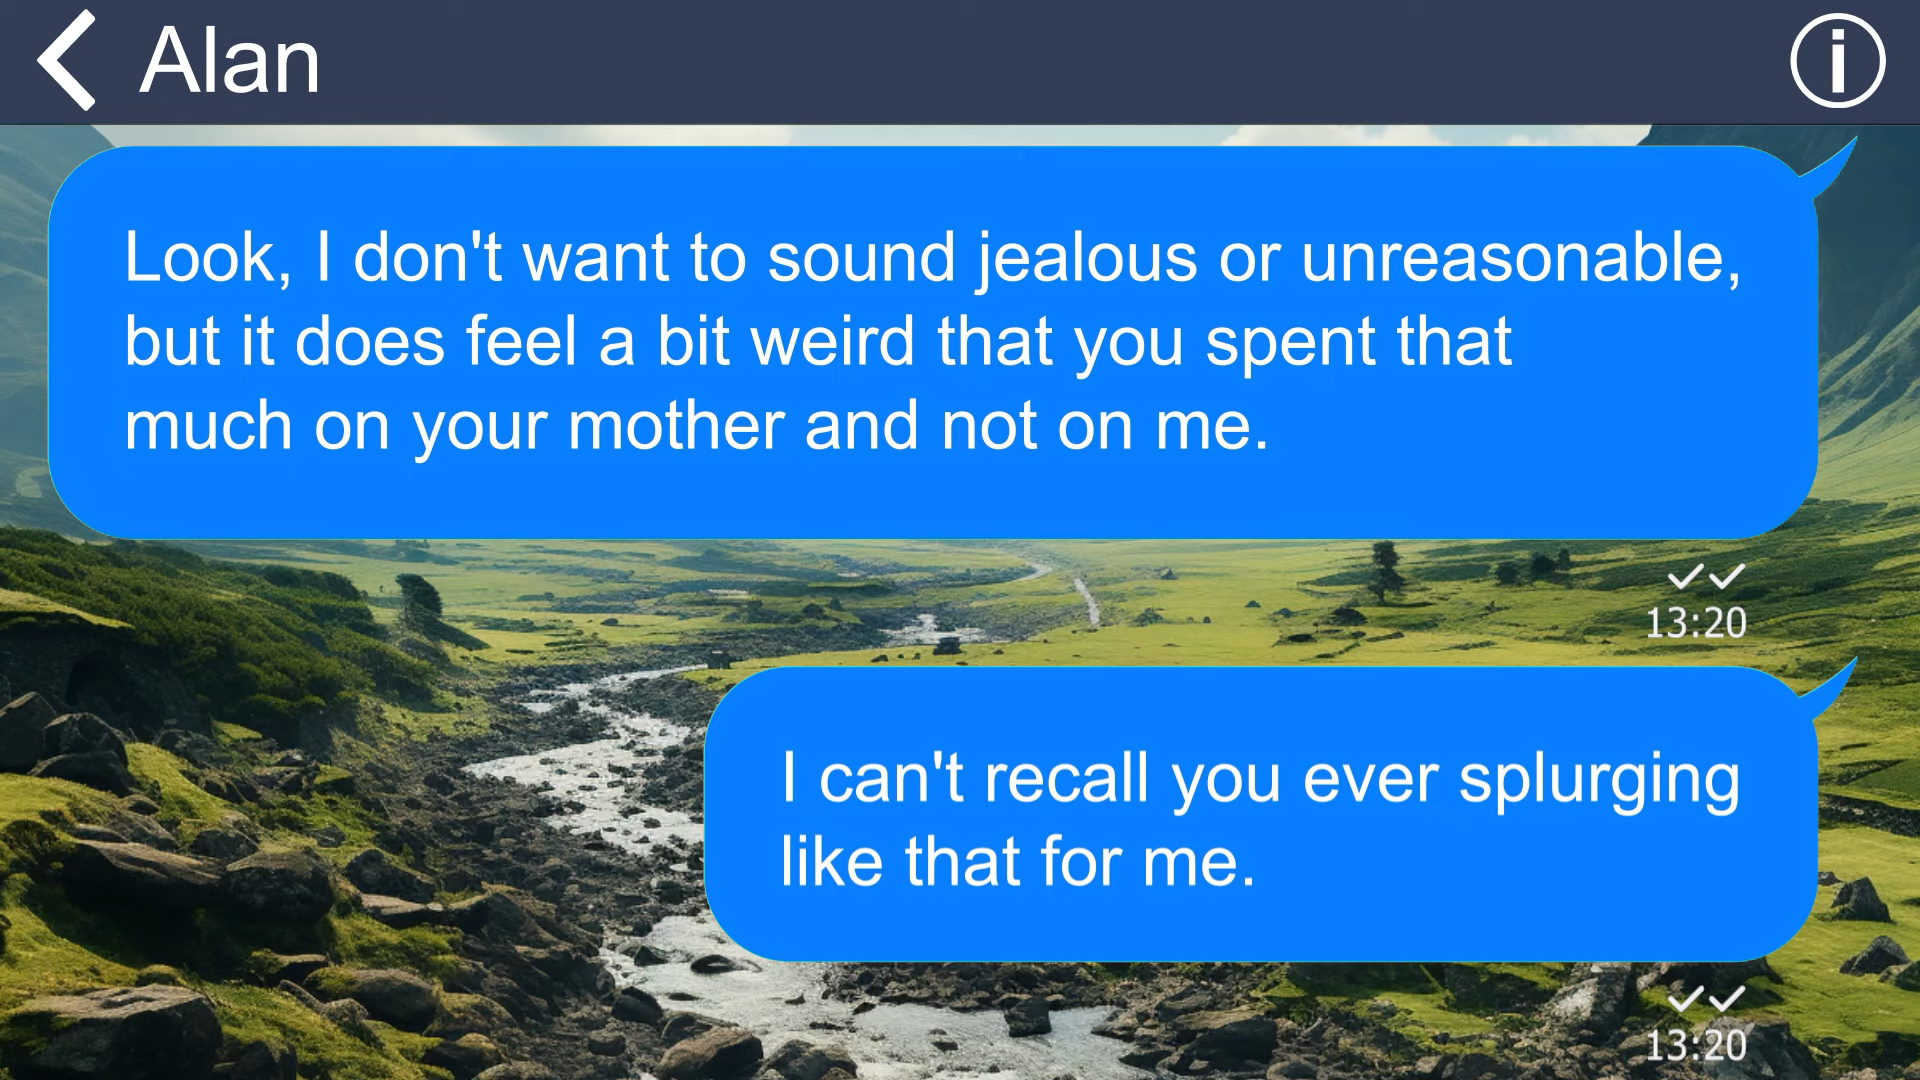 Alan
Look, I don't want to sound jealous or unreasonable,
but it does feel a bit weird that you spent that
much on your mother and not on me.
13:20
I can't recall you ever splurging
like that for me.
13:20